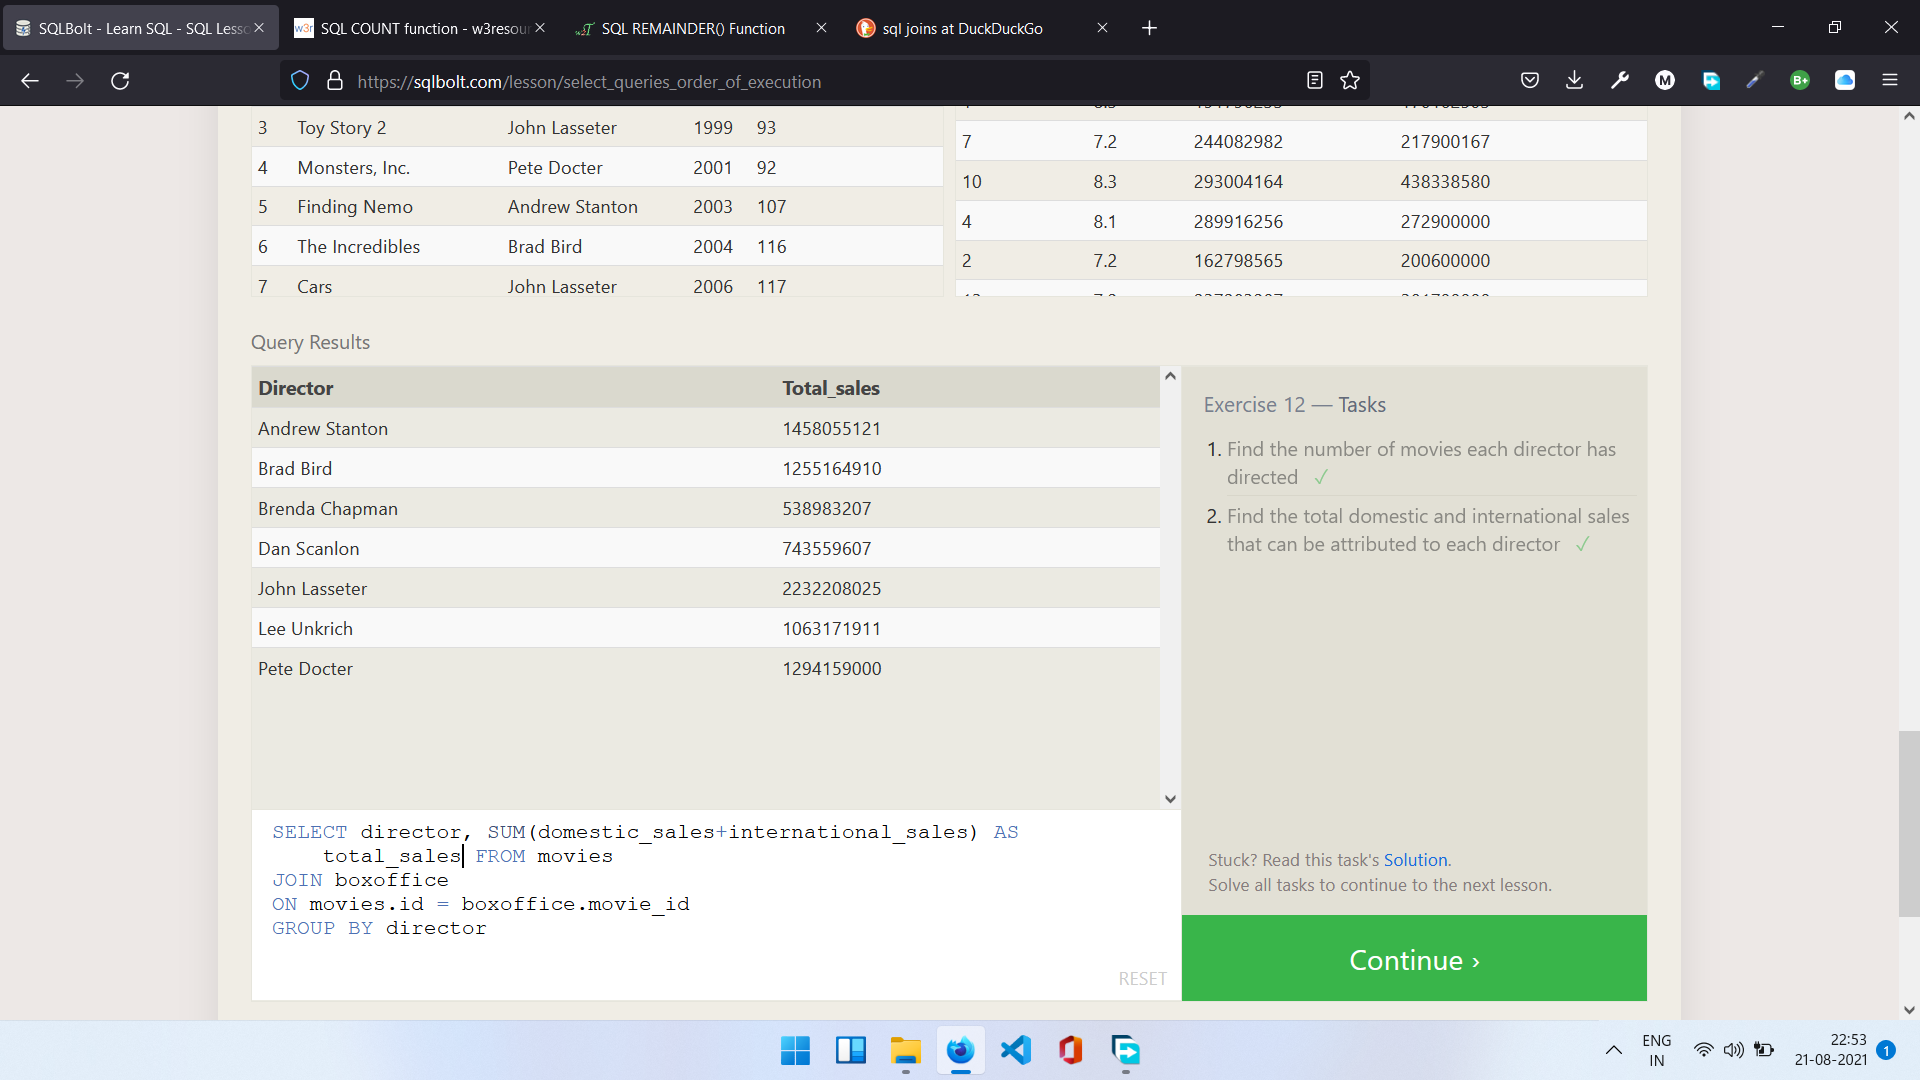 SQLBolt - Learn SQL - SQL Lesso
w3r SQL COUNT function - w3resour
SQL REMAINDER() Function
sql joins at DuckDuckGo
https://sqlbolt.com/lesson/select_queries_order_of_execution
M
B+
3 Toy Story 2 John Lasseter 1999 93
4 Monsters, Inc. Pete Docter 2001 92
5 Finding Nemo Andrew Stanton 2003 107
6 The Incredibles Brad Bird 2004 116
7 Cars John Lasseter 2006 117
7 7.2 244082982 217900167
10 8.3 293004164 438338580
4 8.1 289916256 272900000
2 7.2 162798565 200600000
Query Results
Director Total_sales
Andrew Stanton 1458055121
Brad Bird 1255164910
Brenda Chapman 538983207
Dan Scanlon 743559607
John Lasseter 2232208025
Lee Unkrich 1063171911
Pete Docter 1294159000
Exercise 12 — Tasks
1. Find the number of movies each director has
directed ✓
2. Find the total domestic and international sales
that can be attributed to each director ✓
SELECT director, SUM(domestic_sales+international_sales) AS
total_sales FROM movies
JOIN boxoffice
ON movies.id = boxoffice.movie_id
GROUP BY director
RESET
Stuck? Read this task's Solution.
Solve all tasks to continue to the next lesson.
Continue ›
ENG
IN
22:53
21-08-2021
1